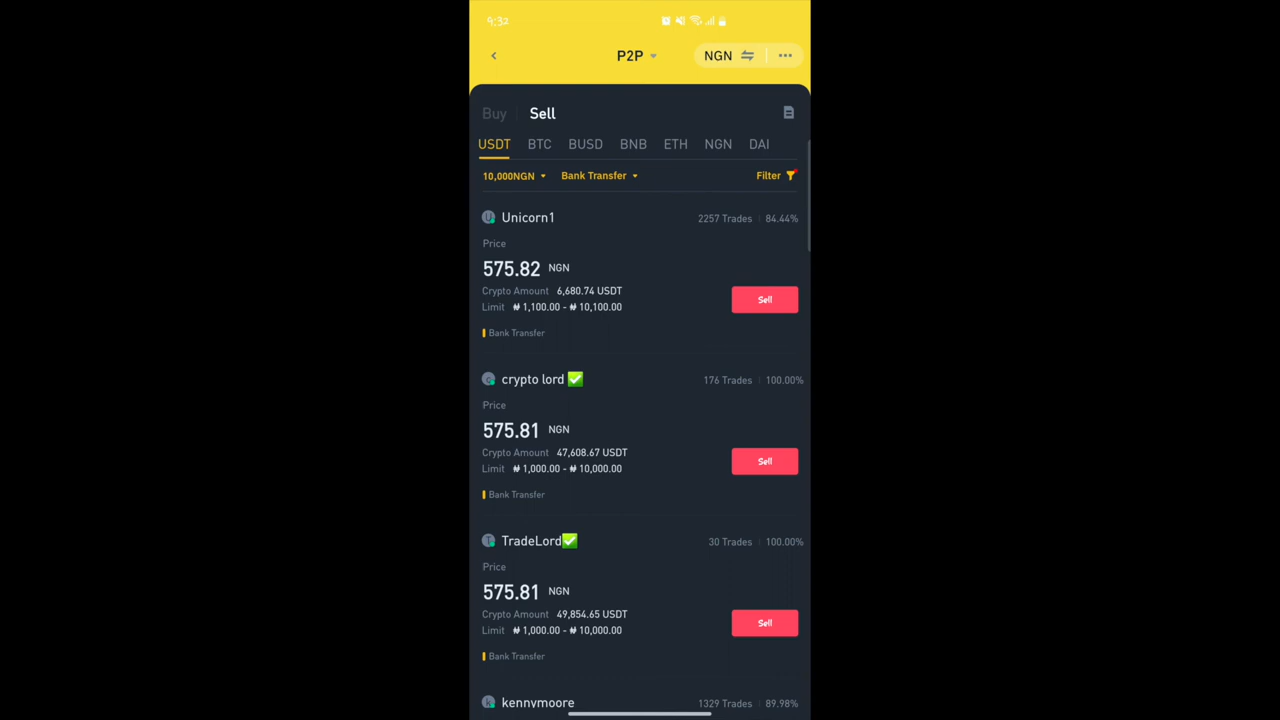 9:32
P2P
NGN
Buy
Sell
USDT BTC BUSD BNB ETH NGN DAI
10,000NGN
Bank Transfer
Filter
U Unicorn1
2257 Trades 84.44%
Price
575.82 NGN
Crypto Amount 6,680.74 USDT
Limit ₦ 1,100.00 - ₦ 10,100.00
Sell
Bank Transfer
crypto lord ✅
176 Trades 100.00%
Price
575.81 NGN
Crypto Amount 47,608.67 USDT
Limit ₦ 1,000.00 - ₦ 10,000.00
Sell
Bank Transfer
T TradeLord✅
30 Trades 100.00%
Price
575.81 NGN
Crypto Amount 49,854.65 USDT
Limit ₦ 1,000.00 - ₦ 10,000.00
Sell
Bank Transfer
k kennymoore
1329 Trades 89.98%